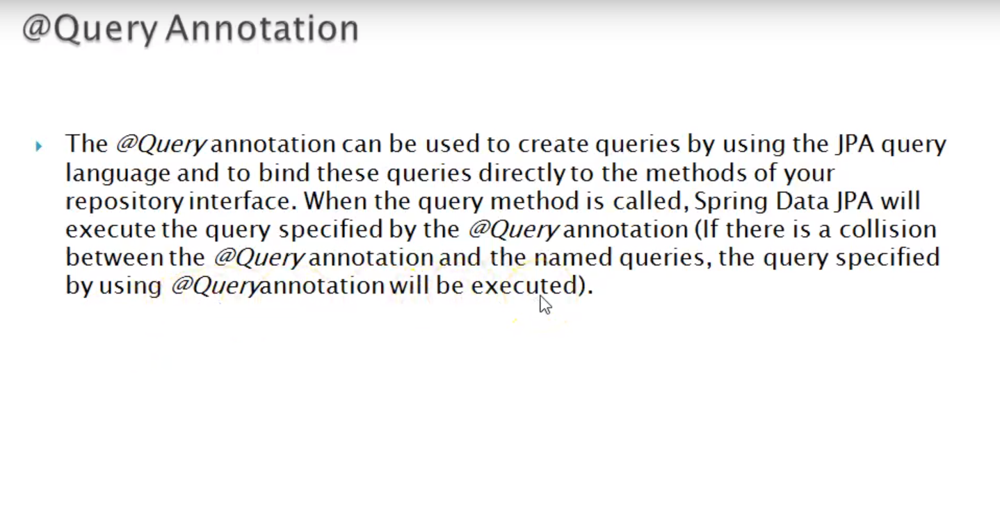 @Query Annotation
The @Query annotation can be used to create queries by using the JPA query
language and to bind these queries directly to the methods of your
repository interface. When the query method is called, Spring Data JPA will
execute the query specified by the @Query annotation (If there is a collision
between the @Query annotation and the named queries, the query specified
by using @Queryannotation will be executed).